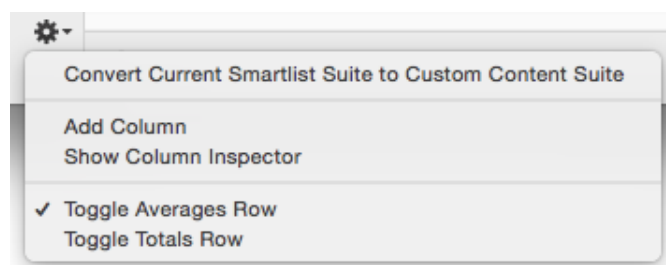 Convert Current Smartlist Suite to Custom Content Suite
Add Column
Show Column Inspector
✓ Toggle Averages Row
Toggle Totals Row